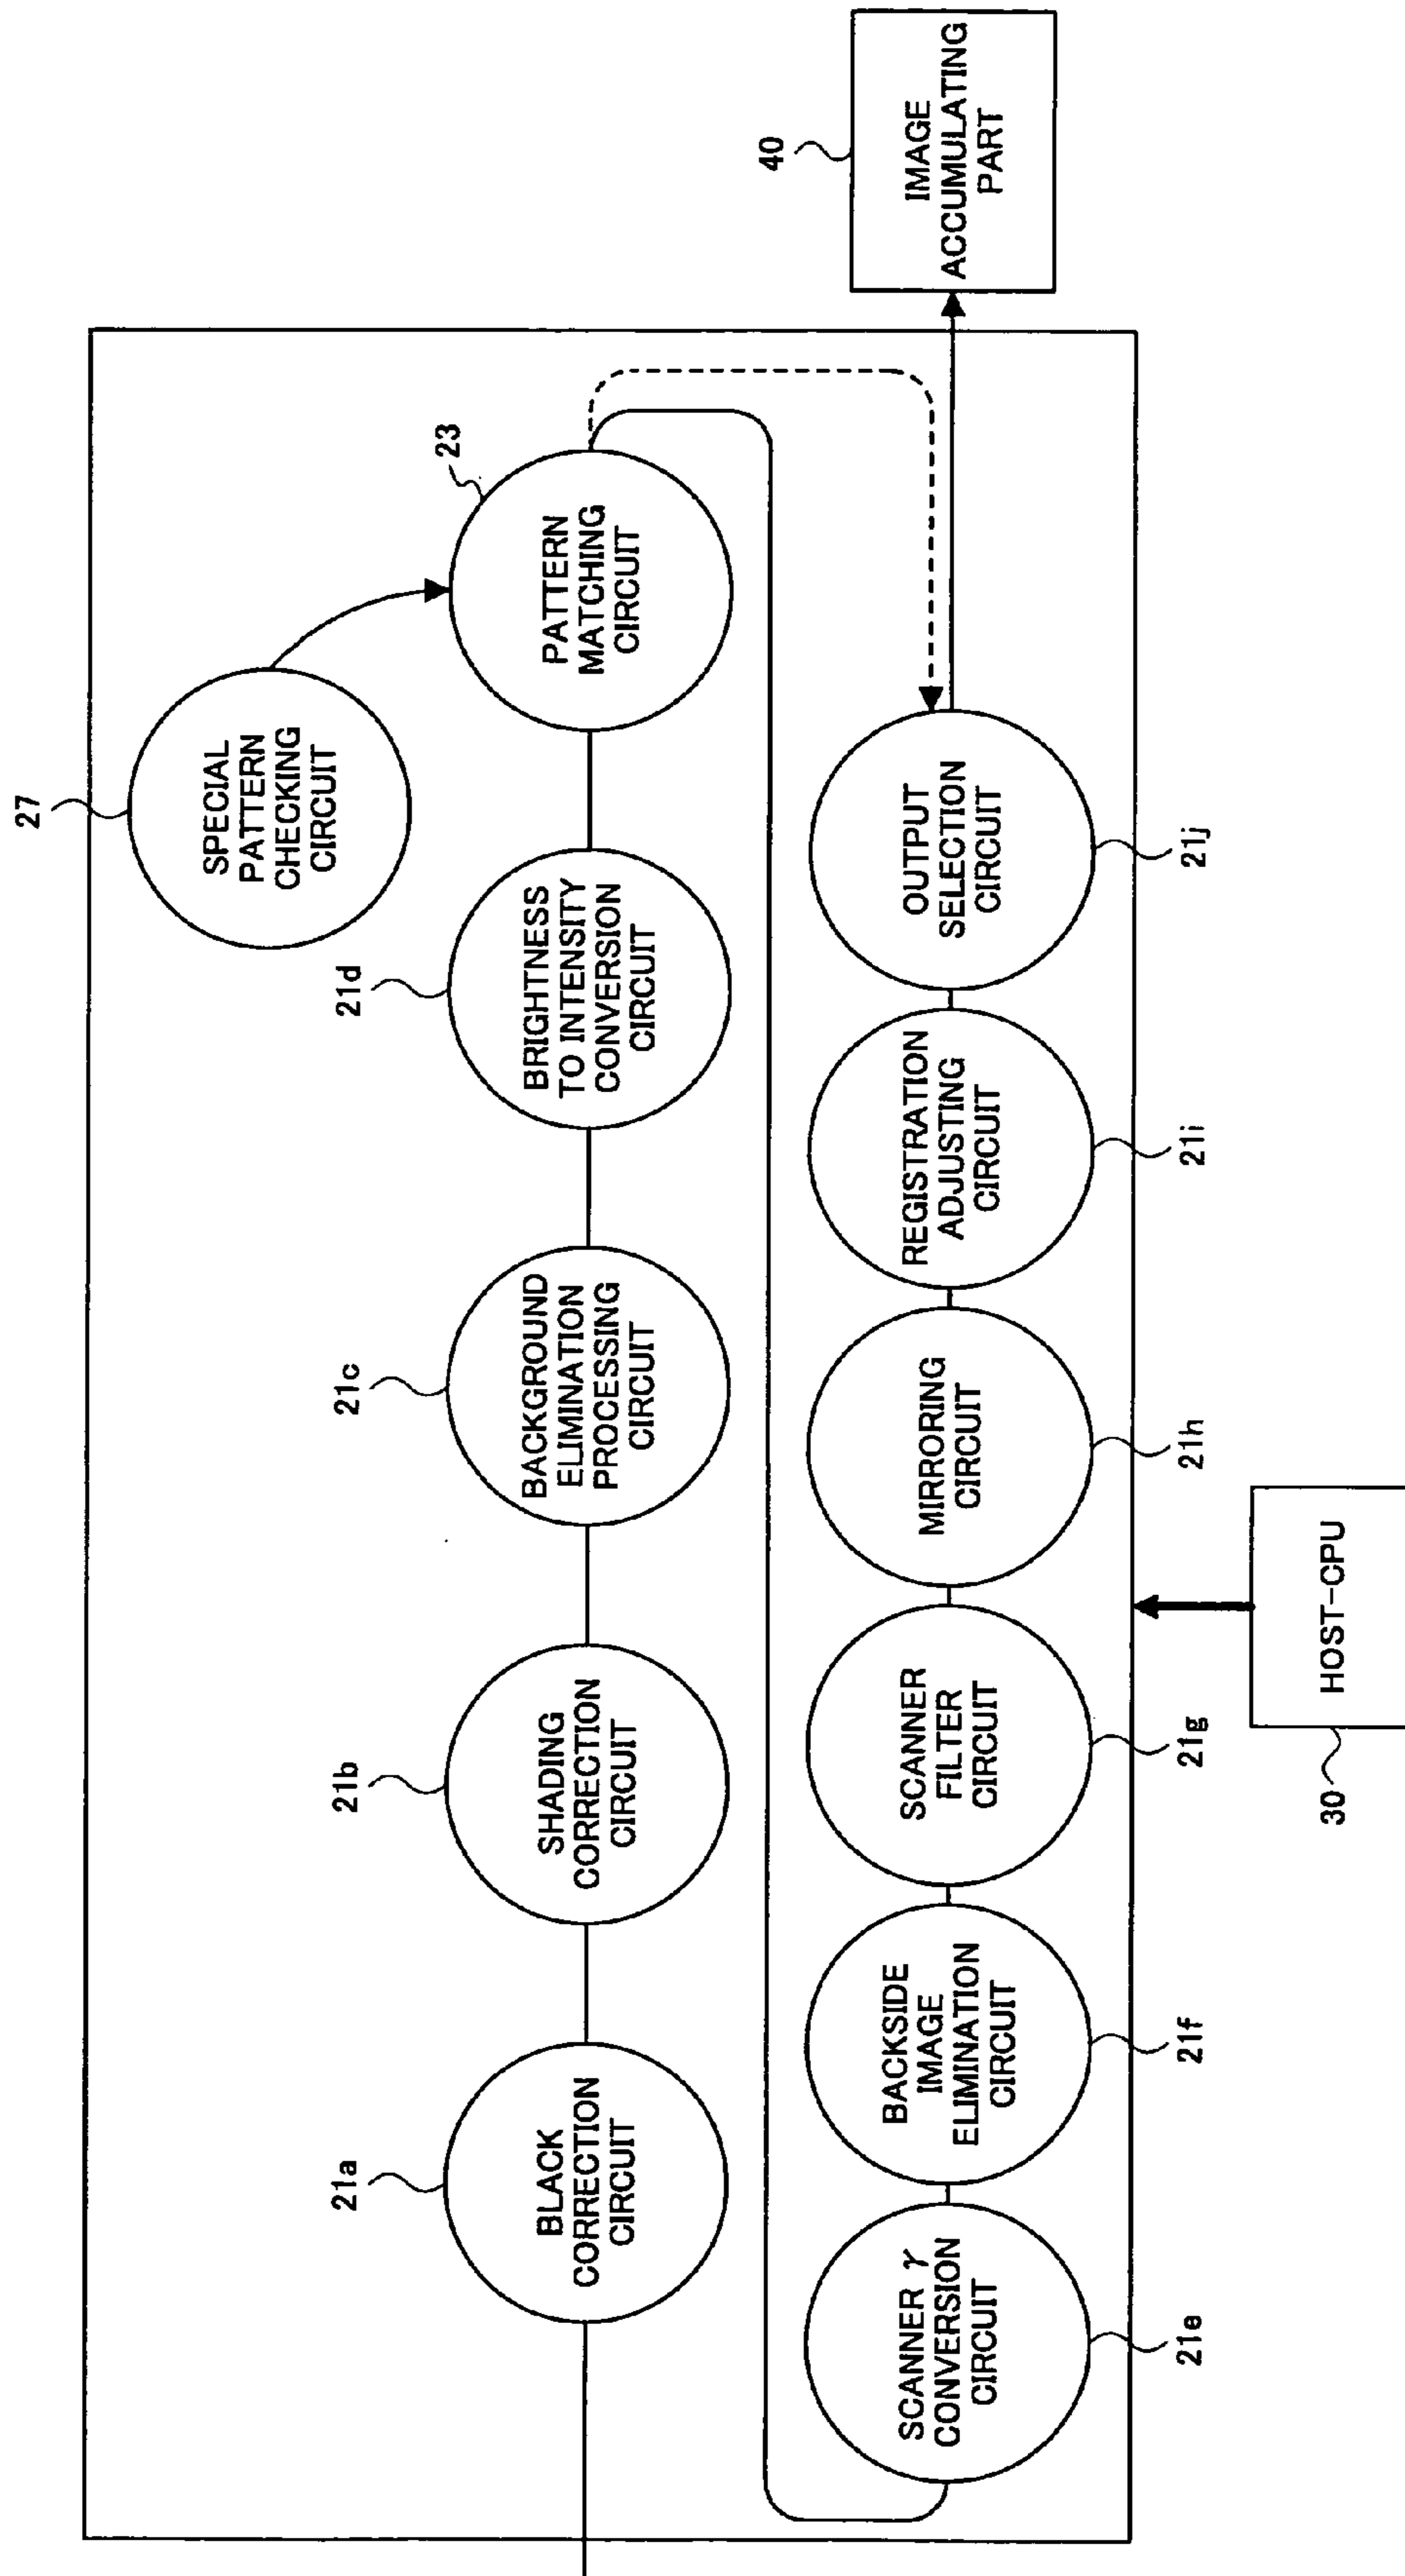 27
SPECIAL
PATTERN
CHECKING
CIRCUIT
21a
BLACK
CORRECTION
CIRCUIT
21b
SHADING
CORRECTION
CIRCUIT
21c
BACKGROUND
ELIMINATION
PROCESSING
CIRCUIT
21d
BRIGHTNESS
TO INTENSITY
CONVERSION
CIRCUIT
23
PATTERN
MATCHING
CIRCUIT
40
IMAGE
ACCUMULATING
PART
SCANNER γ
CONVERSION
CIRCUIT
21e
BACKSIDE
IMAGE
ELIMINATION
CIRCUIT
21f
SCANNER
FILTER
CIRCUIT
21g
MIRRORING
CIRCUIT
21h
REGISTRATION
ADJUSTING
CIRCUIT
21i
OUTPUT
SELECTION
CIRCUIT
21j
30
HOST-CPU